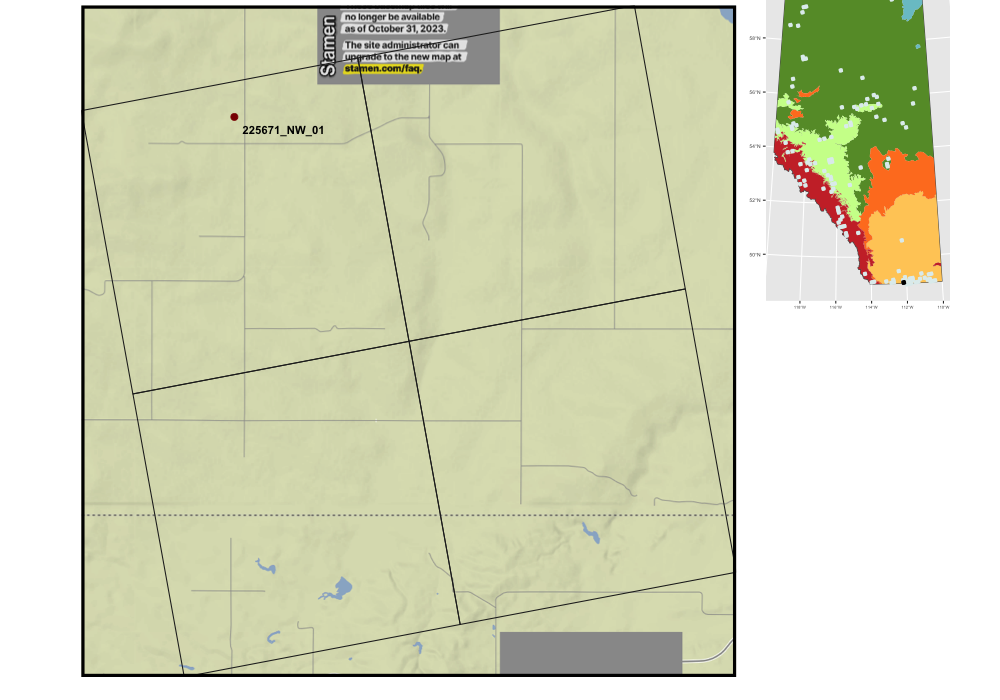 no longer be available
as of October 31, 2023.
The site administrator can
upgrade to the new map at
stamen.com/faq.
Stamen
225671_NW_01
58°N
56°N
54°N
52°N
50°N
118°W
116°W
114°W
112°W
110°W